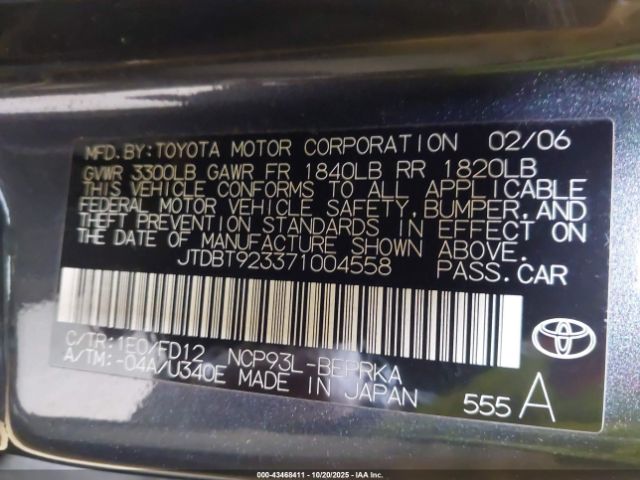 MFD.BY:TOYOTA MOTOR CORPORATION 02/06
GVWR 3300LB GAWR FR 1840LB RR 1820LB
THIS VEHICLE CONFORMS TO ALL APPLICABLE
FEDERAL MOTOR VEHICLE SAFETY,BUMPER,AND
THEFT PREVENTION STANDARDS IN EFFECT ON
THE DATE OF MANUFACTURE SHOWN ABOVE.
JTDBT923371004558 PASS.CAR
C/TR:1E0/FD12 NCP93L-BEPRKA
A/TM:-04A/U340E MADE IN JAPAN
TOYOTA
555 A
000-43468411 - 10/20/2025 - IAA Inc.